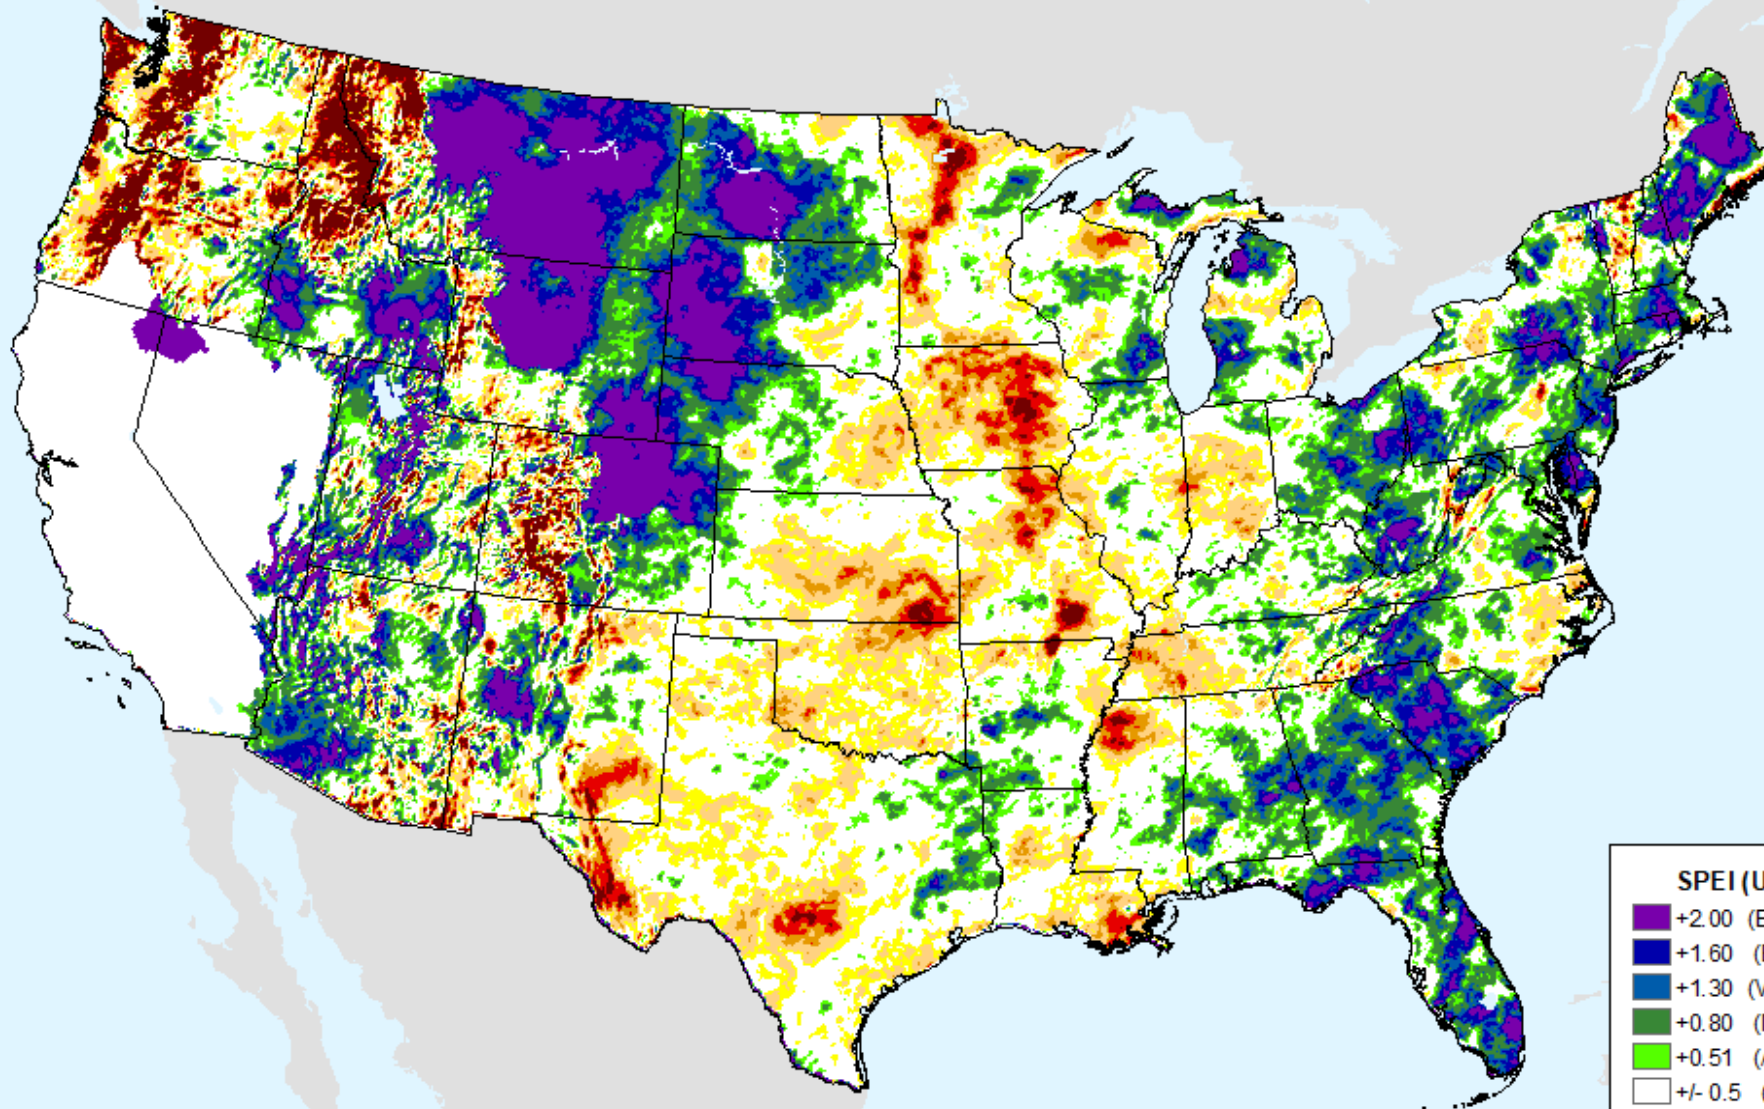 SPEI (U
+2.00 (E
+1.60 (
+1.30 (V
+0.80 (
+0.51 (
+/- 0.5 (